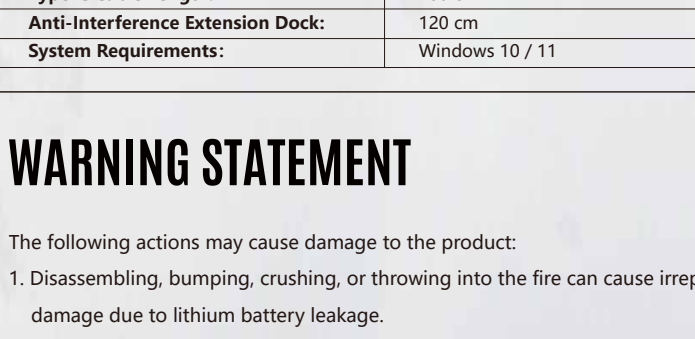 Anti-Interference Extension Dock: 120 cm
System Requirements: Windows 10 / 11
WARNING STATEMENT
The following actions may cause damage to the product:
1. Disassembling, bumping, crushing, or throwing into the fire can cause
damage due to lithium battery leakage.